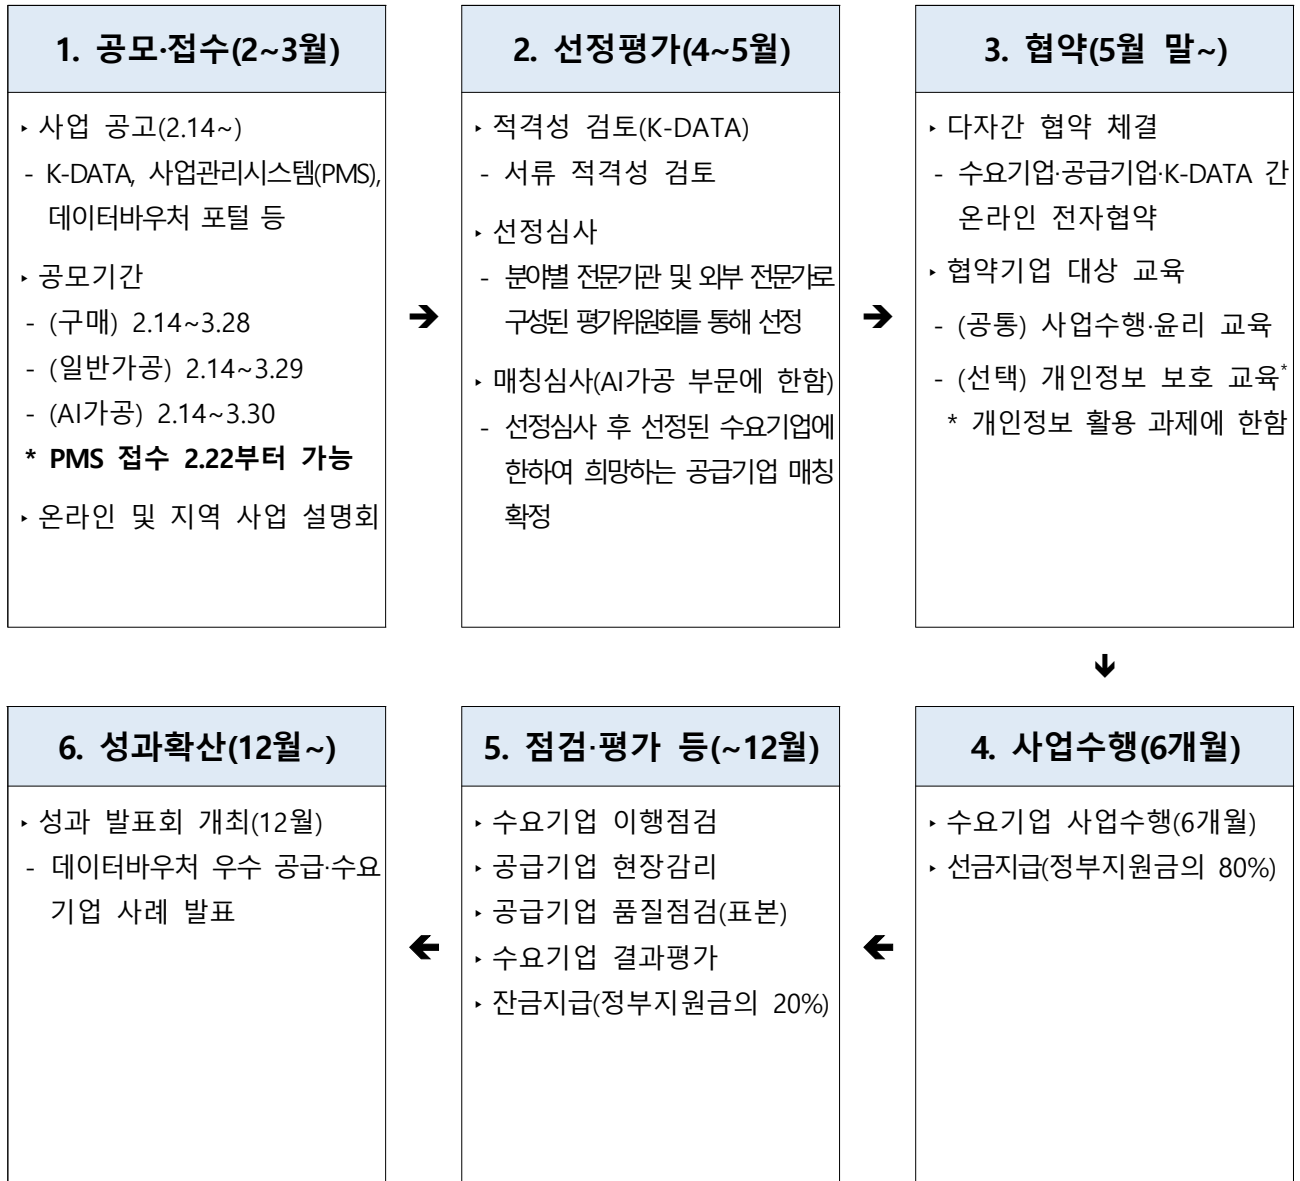 1. 공모·접수(2~3월)
‣ 사업 공고(2.14~)
- K-DATA, 사업관리시스템(PMS),
데이터바우처 포털 등
‣ 공모기간
- (구매) 2.14~3.28
- (일반가공) 2.14~3.29
- (AI가공) 2.14~3.30
* PMS 접수 2.22부터 가능
‣ 온라인 및 지역 사업 설명회
➔
2. 선정평가(4~5월)
‣ 적격성 검토(K-DATA)
- 서류 적격성 검토
‣ 선정심사
- 분야별 전문기관 및 외부 전문가로
구성된 평가위원회를 통해 선정
‣ 매칭심사(AI가공 부문에 한함)
- 선정심사 후 선정된 수요기업에
한하여 희망하는 공급기업 매칭
확정
➔
3. 협약(5월 말~)
‣ 다자간 협약 체결
- 수요기업·공급기업·K-DATA 간
온라인 전자협약
‣ 협약기업 대상 교육
- (공통) 사업수행·윤리 교육
- (선택) 개인정보 보호 교육*
* 개인정보 활용 과제에 한함
🡻
4. 사업수행(6개월)
‣ 수요기업 사업수행(6개월)
‣ 선금지급(정부지원금의 80%)
🡸
5. 점검·평가 등(~12월)
‣ 수요기업 이행점검
‣ 공급기업 현장감리
‣ 공급기업 품질점검(표본)
‣ 수요기업 결과평가
‣ 잔금지급(정부지원금의 20%)
🡸
6. 성과확산(12월~)
‣ 성과 발표회 개최(12월)
- 데이터바우처 우수 공급·수요
기업 사례 발표